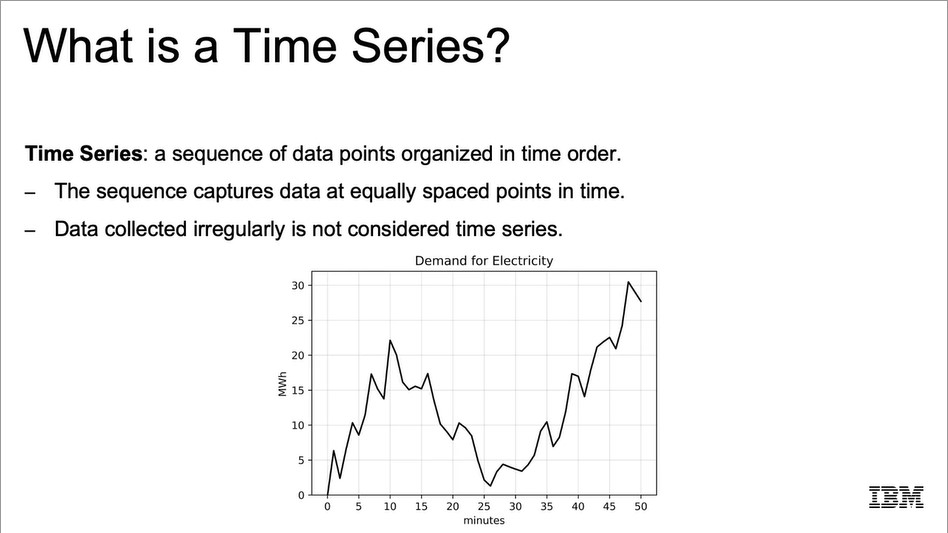 What is a Time Series?
Time Series: a sequence of data points organized in time order.
– The sequence captures data at equally spaced points in time.
– Data collected irregularly is not considered time series.
Demand for Electricity
30
25
20
15
10
5
0
MWh
0 5 10 15 20 25 30 35 40 45 50
minutes
IBM